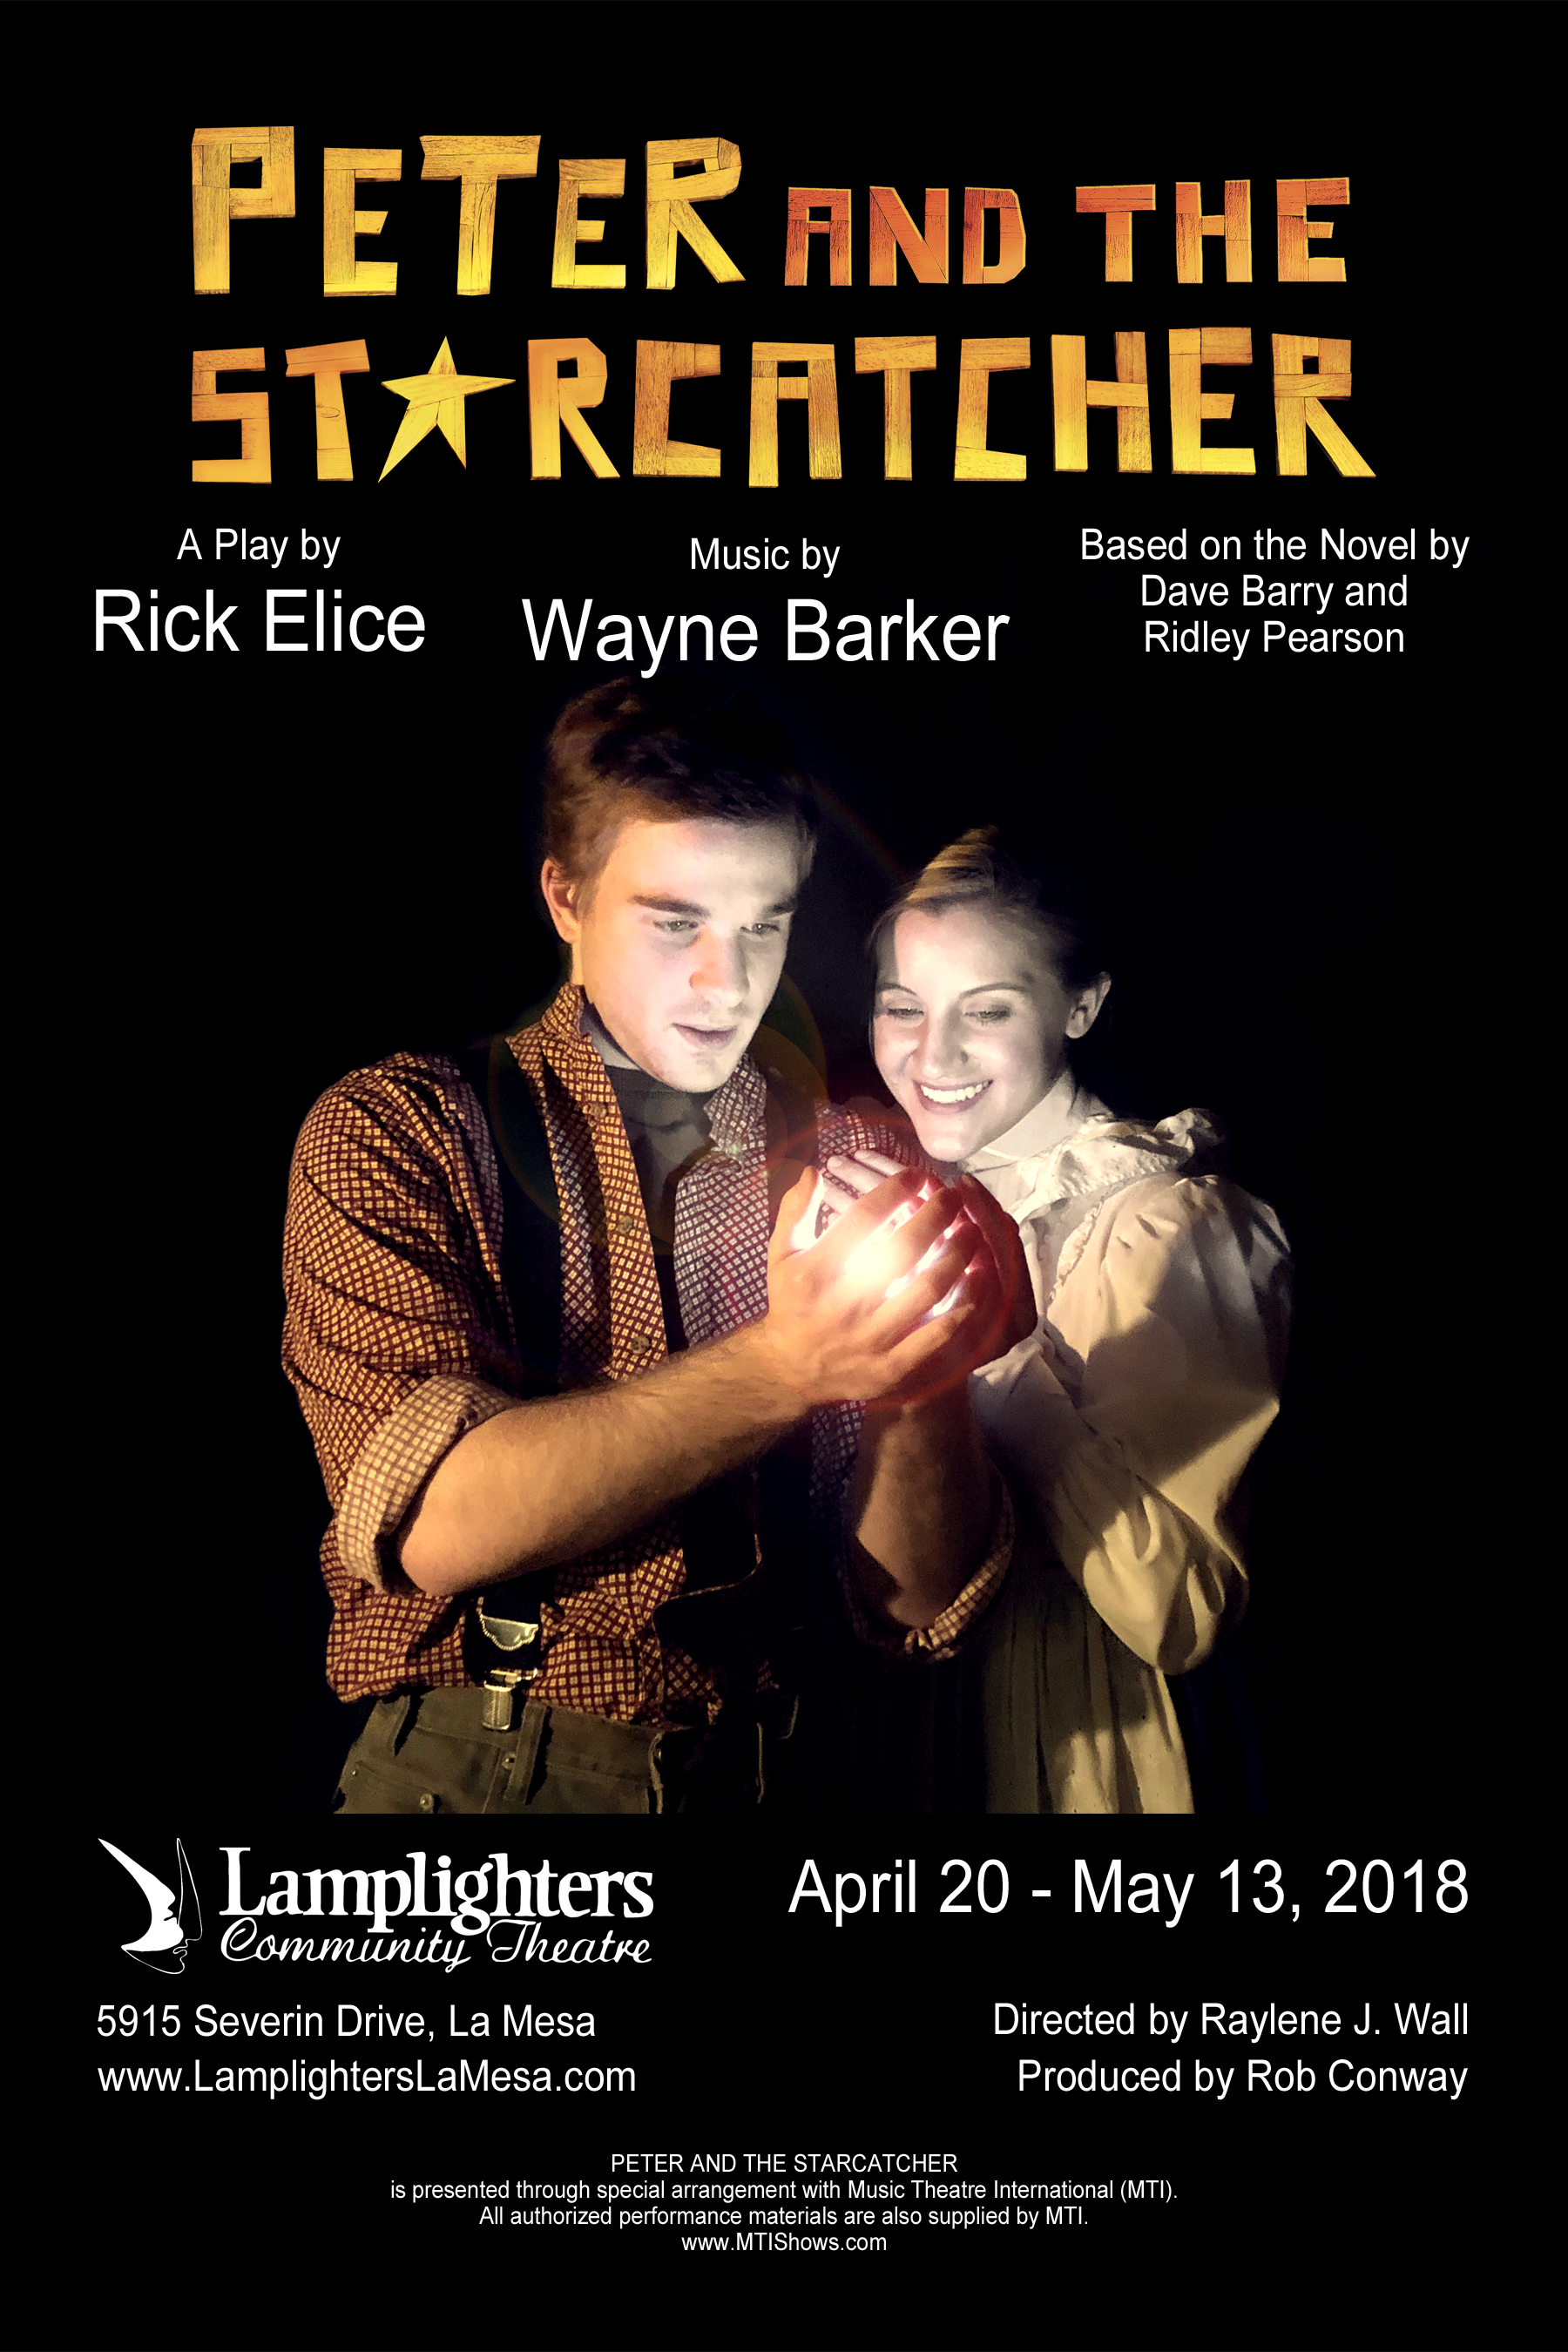 PETER AND THE
ST★RCATCHER
A Play by
Rick Elice
Music by
Wayne Barker
Based on the Novel by
Dave Barry and
Ridley Pearson
Lamplighters
Community Theatre
5915 Severin Drive, La Mesa
www.LamplightersLaMesa.com
April 20 - May 13, 2018
Directed by Raylene J. Wall
Produced by Rob Conway
PETER AND THE STARCATCHER
is presented through special arrangement with Music Theatre International (MTI).
All authorized performance materials are also supplied by MTI.
www.MTIShows.com